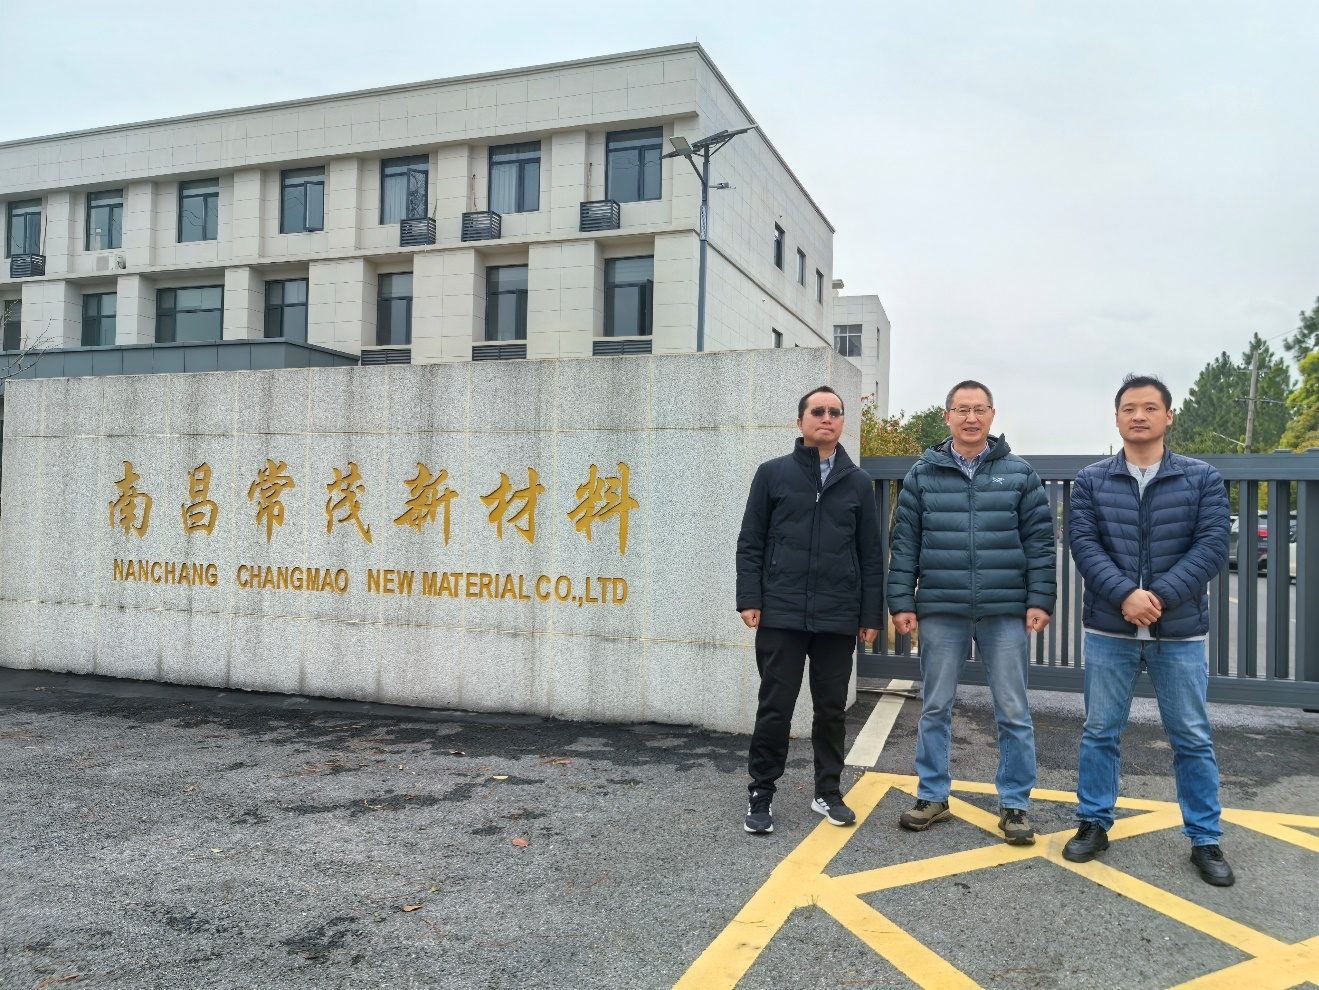 南昌常茂新材料
NANCHANG CHANGMAO NEW MATERIAL CO.,LTD